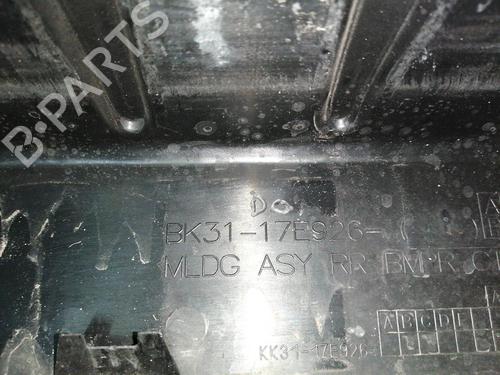 B-PARTS
BK31-17E926-
MLDG ASY RR BMPR
A B C D E
KK31-17E926-